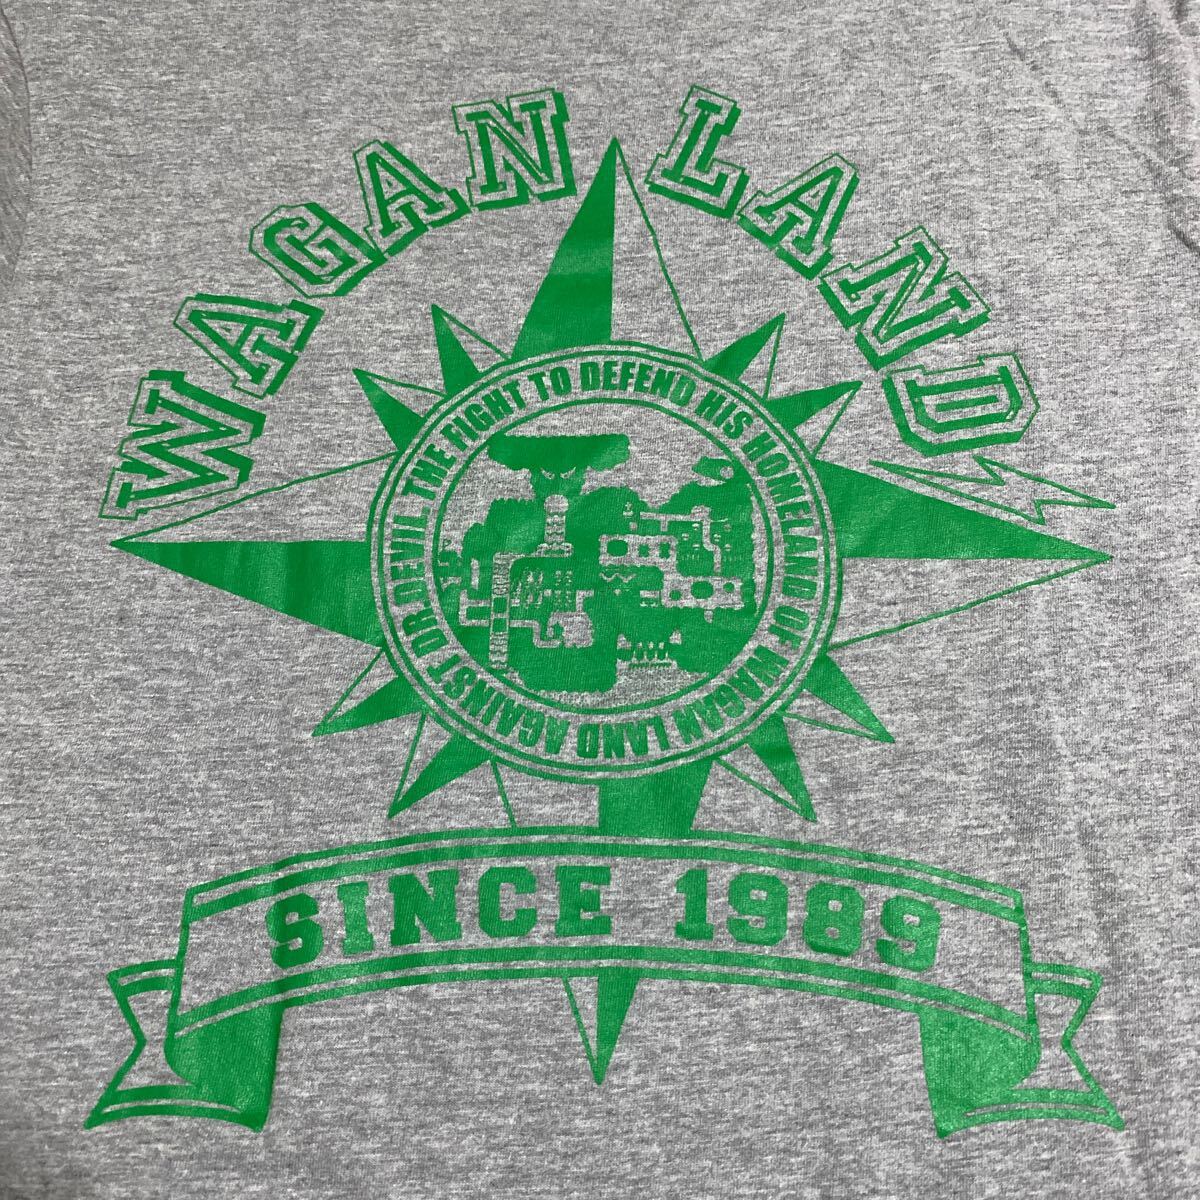 WAGAN LAND
THE FIGHT TO DEFEND HIS HOMELAND OF WAGAN LAND AGAINST DR.DEVIL.
SINCE 1989